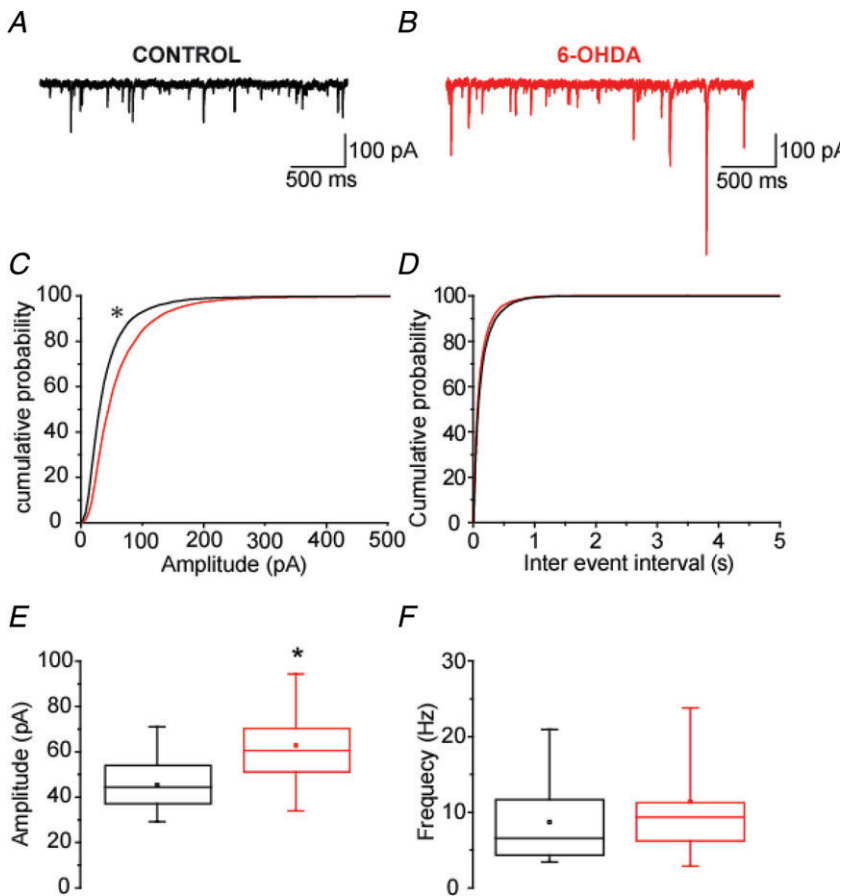 A
B
CONTROL
6-OHDA
100 pA
500 ms
100 pA
500 ms
C
D
cumulative probability
100
80
60
40
20
0
*
0 100 200 300 400 500
Amplitude (pA)
Cumulative probability
100
80
60
40
20
0
0 1 2 3 4 5
Inter event interval (s)
E
F
Amplitude (pA)
100
80
60
40
20
0
*
Frequecy (Hz)
30
20
10
0